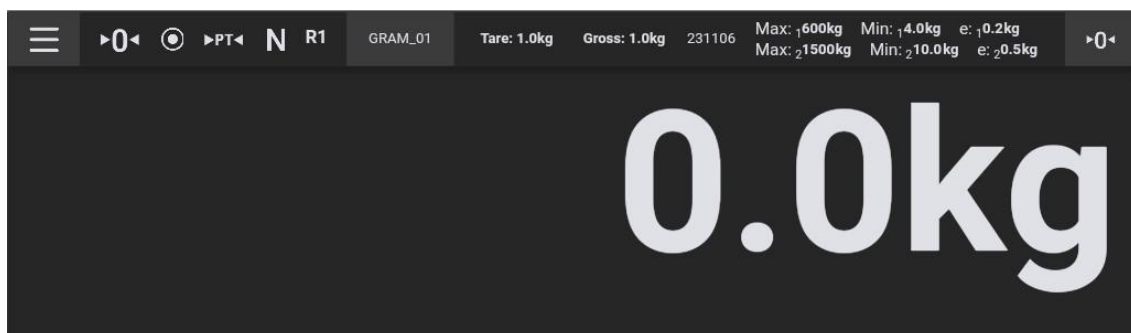 ▸0◂ PT N R1 GRAM_01 Tare: 1.0kg Gross: 1.0kg 231106 Max: ₁600kg Min: ₁4.0kg e: ₁0.2kg ▸0◂
Max: ₂1500kg Min: ₂10.0kg e: ₂0.5kg
0.0kg